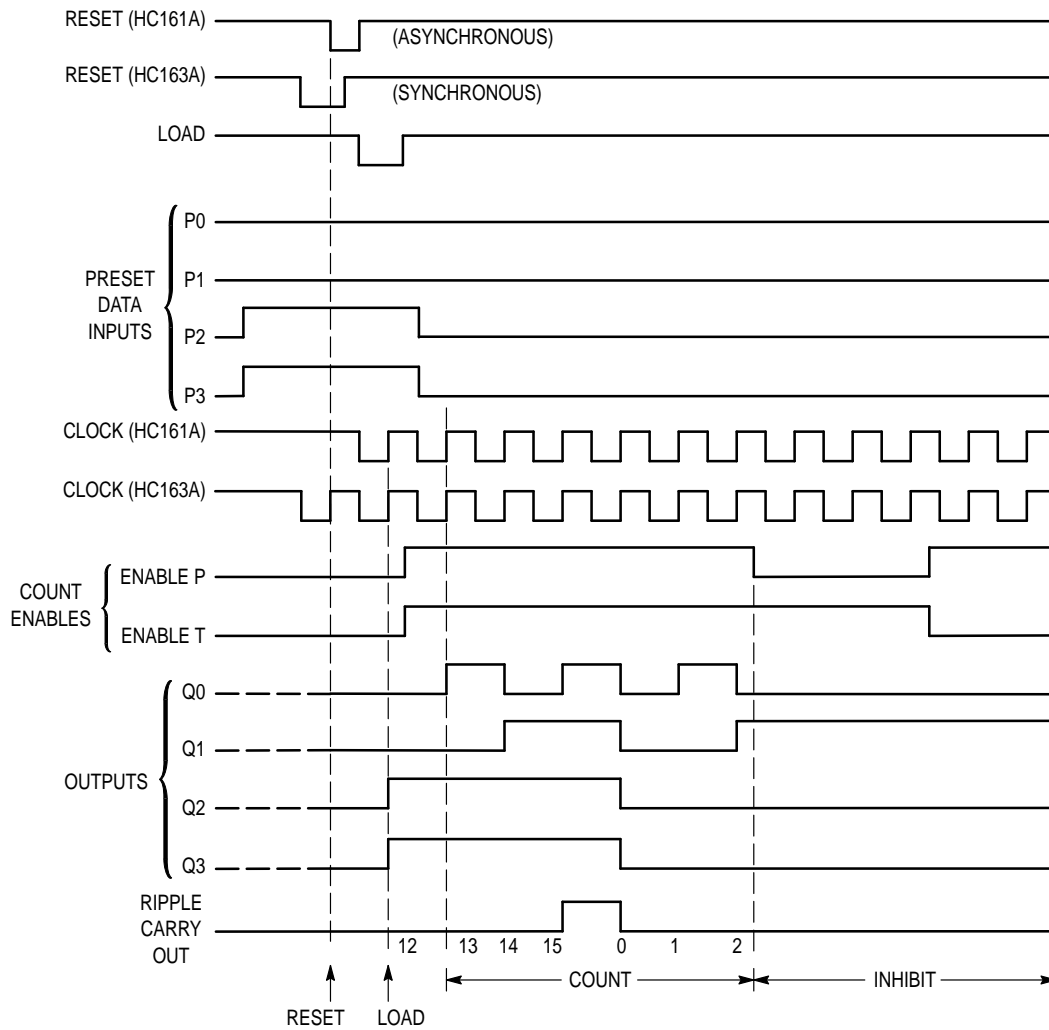 RESET (HC161A)
(ASYNCHRONOUS)
RESET (HC163A)
(SYNCHRONOUS)
LOAD
PRESET
DATA
INPUTS
P0
P1
P2
P3
CLOCK (HC161A)
CLOCK (HC163A)
COUNT
ENABLES
ENABLE P
ENABLE T
OUTPUTS
Q0
Q1
Q2
Q3
RIPPLE
CARRY
OUT
12 13 14 15 0 1 2
COUNT INHIBIT
RESET LOAD